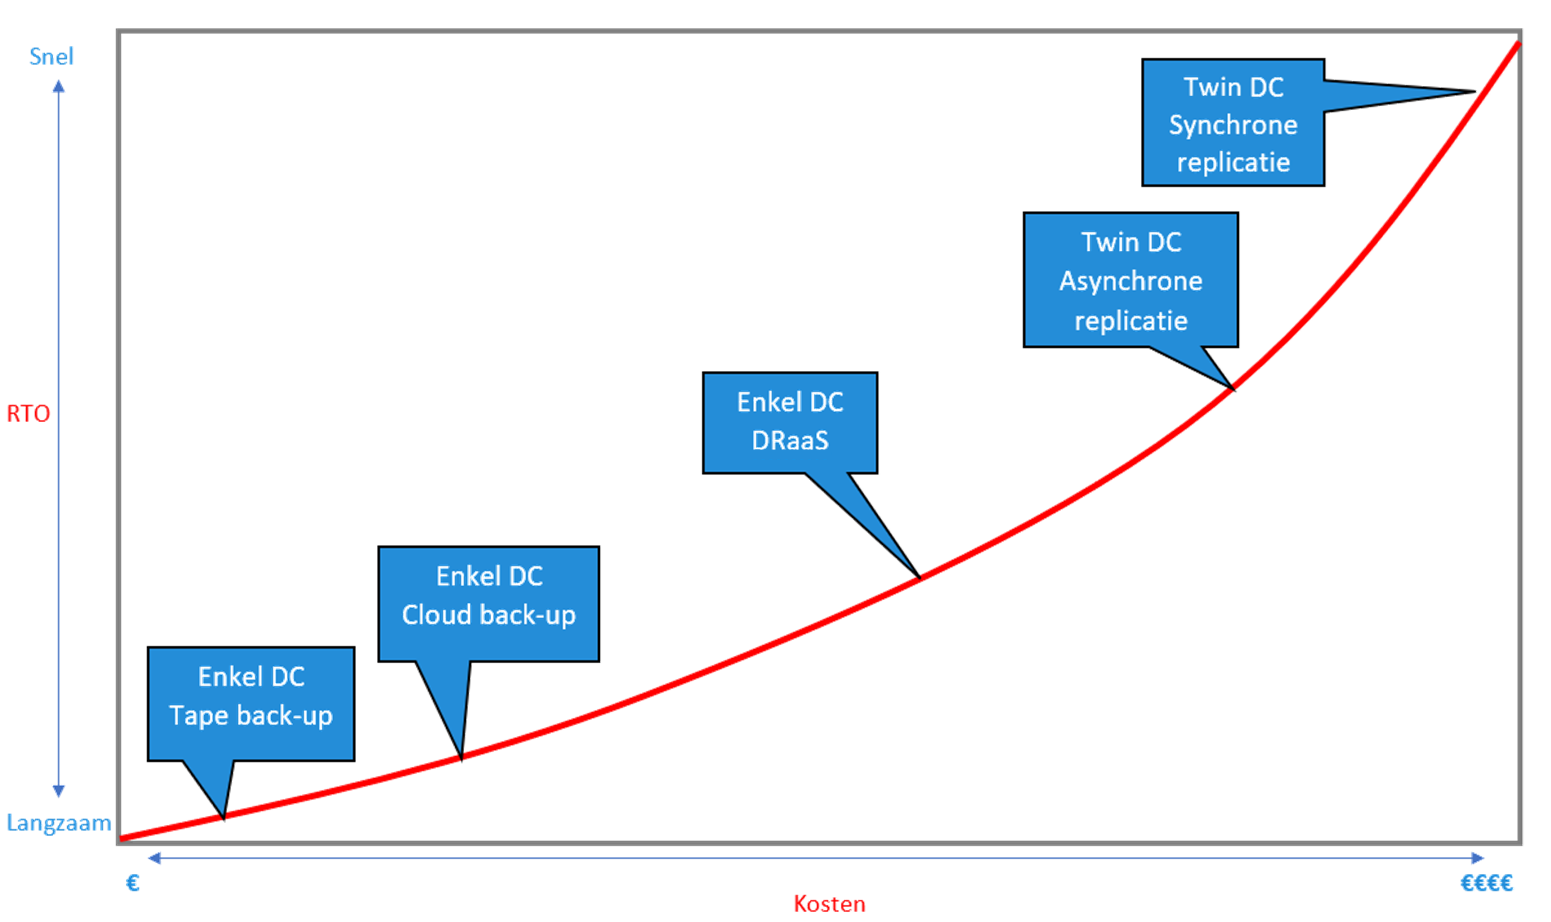 Snel
Twin DC
Synchrone
replicatie
Twin DC
Asynchrone
replicatie
Enkel DC
DRaaS
RTO
Enkel DC
Cloud back-up
Enkel DC
Tape back-up
Langzaam
€
€€€€
Kosten